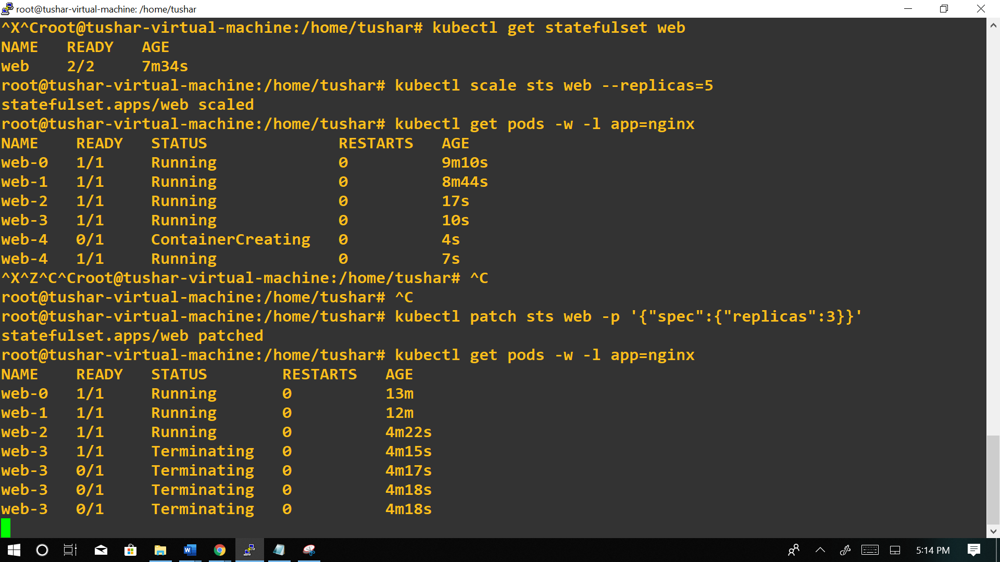 root@tushar-virtual-machine: /home/tushar
^X^Croot@tushar-virtual-machine:/home/tushar# kubectl get statefulset web
NAME READY AGE
web 2/2 7m34s
root@tushar-virtual-machine:/home/tushar# kubectl scale sts web --replicas=5
statefulset.apps/web scaled
root@tushar-virtual-machine:/home/tushar# kubectl get pods -w -l app=nginx
NAME READY STATUS RESTARTS AGE
web-0 1/1 Running 0 9m10s
web-1 1/1 Running 0 8m44s
web-2 1/1 Running 0 17s
web-3 1/1 Running 0 10s
web-4 0/1 ContainerCreating 0 4s
web-4 1/1 Running 0 7s
^X^Z^C^Croot@tushar-virtual-machine:/home/tushar# ^C
root@tushar-virtual-machine:/home/tushar# ^C
root@tushar-virtual-machine:/home/tushar# kubectl patch sts web -p '{"spec":{"replicas":3}}'
statefulset.apps/web patched
root@tushar-virtual-machine:/home/tushar# kubectl get pods -w -l app=nginx
NAME READY STATUS RESTARTS AGE
web-0 1/1 Running 0 13m
web-1 1/1 Running 0 12m
web-2 1/1 Running 0 4m22s
web-3 1/1 Terminating 0 4m15s
web-3 0/1 Terminating 0 4m17s
web-3 0/1 Terminating 0 4m18s
web-3 0/1 Terminating 0 4m18s
5:14 PM